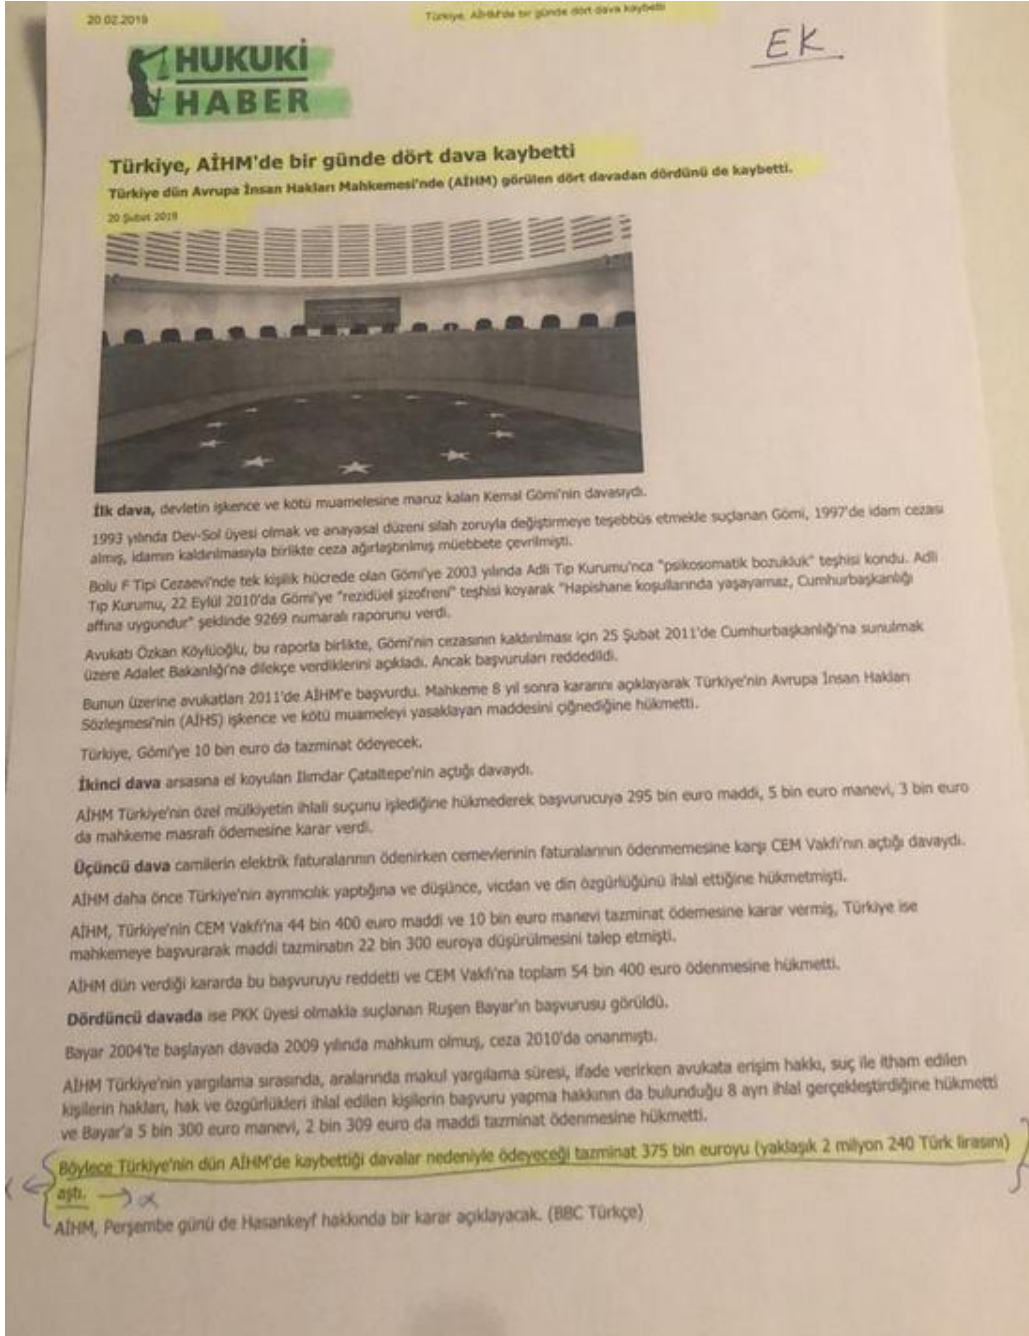 20.02.2019
Türkiye, AİHM'de bir günde dört dava kaybetti
EK
HUKUKİ
HABER
Türkiye, AİHM'de bir günde dört dava kaybetti
Türkiye dün Avrupa İnsan Hakları Mahkemesi'nde (AİHM) görülen dört davadan dördünü de kaybetti.
20 Şubat 2019
İlk dava, devletin işkence ve kötü muamelesine maruz kalan Kemal Gömi'nin davasıydı.
1993 yılında Dev-Sol üyesi olmak ve anayasal düzeni silah zoruyla değiştirmeye teşebbüs etmekle suçlanan Gömi, 1997'de idam cezası
almış, idamın kaldırılmasıyla birlikte ceza ağırlaştırılmış müebbete çevrilmişti.
Bolu F Tipi Cezaevi'nde tek kişilik hücrede olan Gömi'ye 2003 yılında Adli Tıp Kurumu'nca "psikosomatik bozukluk" teşhisi kondu. Adli
Tıp Kurumu, 22 Eylül 2010'da Gömi'ye "rezidüel şizofreni" teşhisi koyarak "Hapishane koşullarında yaşayamaz, Cumhurbaşkanlığı
affına uygundur" şeklinde 9269 numaralı raporunu verdi.
Avukatı Özkan Köylüoğlu, bu raporla birlikte, Gömi'nin cezasının kaldırılması için 25 Şubat 2011'de Cumhurbaşkanlığı'na sunulmak
üzere Adalet Bakanlığı'na dilekçe verdiklerini açıkladı. Ancak başvuruları reddedildi.
Bunun üzerine avukatları 2011'de AİHM'e başvurdu. Mahkeme 8 yıl sonra kararını açıklayarak Türkiye'nin Avrupa İnsan Hakları
Sözleşmesi'nin (AİHS) işkence ve kötü muameleyi yasaklayan maddesini çiğnediğine hükmetti.
Türkiye, Gömi'ye 10 bin euro da tazminat ödeyecek.
İkinci dava arsasına el koyulan Ilımdar Çataltepe'nin açtığı davaydı.
AİHM Türkiye'nin özel mülkiyetin ihlali suçunu işlediğine hükmederek başvurucuya 295 bin euro maddi, 5 bin euro manevi, 3 bin euro
da mahkeme masrafı ödemesine karar verdi.
Üçüncü dava camilerin elektrik faturalarının ödenirken cemevlerinin faturalarının ödenmemesine karşı CEM Vakfı'nın açtığı davaydı.
AİHM daha önce Türkiye'nin ayrımcılık yaptığına ve düşünce, vicdan ve din özgürlüğünü ihlal ettiğine hükmetmişti.
AİHM, Türkiye'nin CEM Vakfı'na 44 bin 400 euro maddi ve 10 bin euro manevi tazminat ödemesine karar vermiş, Türkiye ise
mahkemeye başvurarak maddi tazminatın 22 bin 300 euroya düşürülmesini talep etmişti.
AİHM dün verdiği kararda bu başvuruyu reddetti ve CEM Vakfı'na toplam 54 bin 400 euro ödenmesine hükmetti.
Dördüncü davada ise PKK üyesi olmakla suçlanan Ruşen Bayar'ın başvurusu görüldü.
Bayar 2004'te başlayan davada 2009 yılında mahkum olmuş, ceza 2010'da onanmıştı.
AİHM Türkiye'nin yargılama sırasında, aralarında makul yargılama süresi, ifade verirken avukata erişim hakkı, suç ile itham edilen
kişilerin hakları, hak ve özgürlükleri ihlal edilen kişilerin başvuru yapma hakkının da bulunduğu 8 ayrı ihlal gerçekleştirdiğine hükmetti
ve Bayar'a 5 bin 300 euro manevi, 2 bin 309 euro da maddi tazminat ödenmesine hükmetti.
Böylece Türkiye'nin dün AİHM'de kaybettiği davalar nedeniyle ödeyeceği tazminat 375 bin euroyu (yaklaşık 2 milyon 240 Türk lirasını)
aştı.
AİHM, Perşembe günü de Hasankeyf hakkında bir karar açıklayacak. (BBC Türkçe)